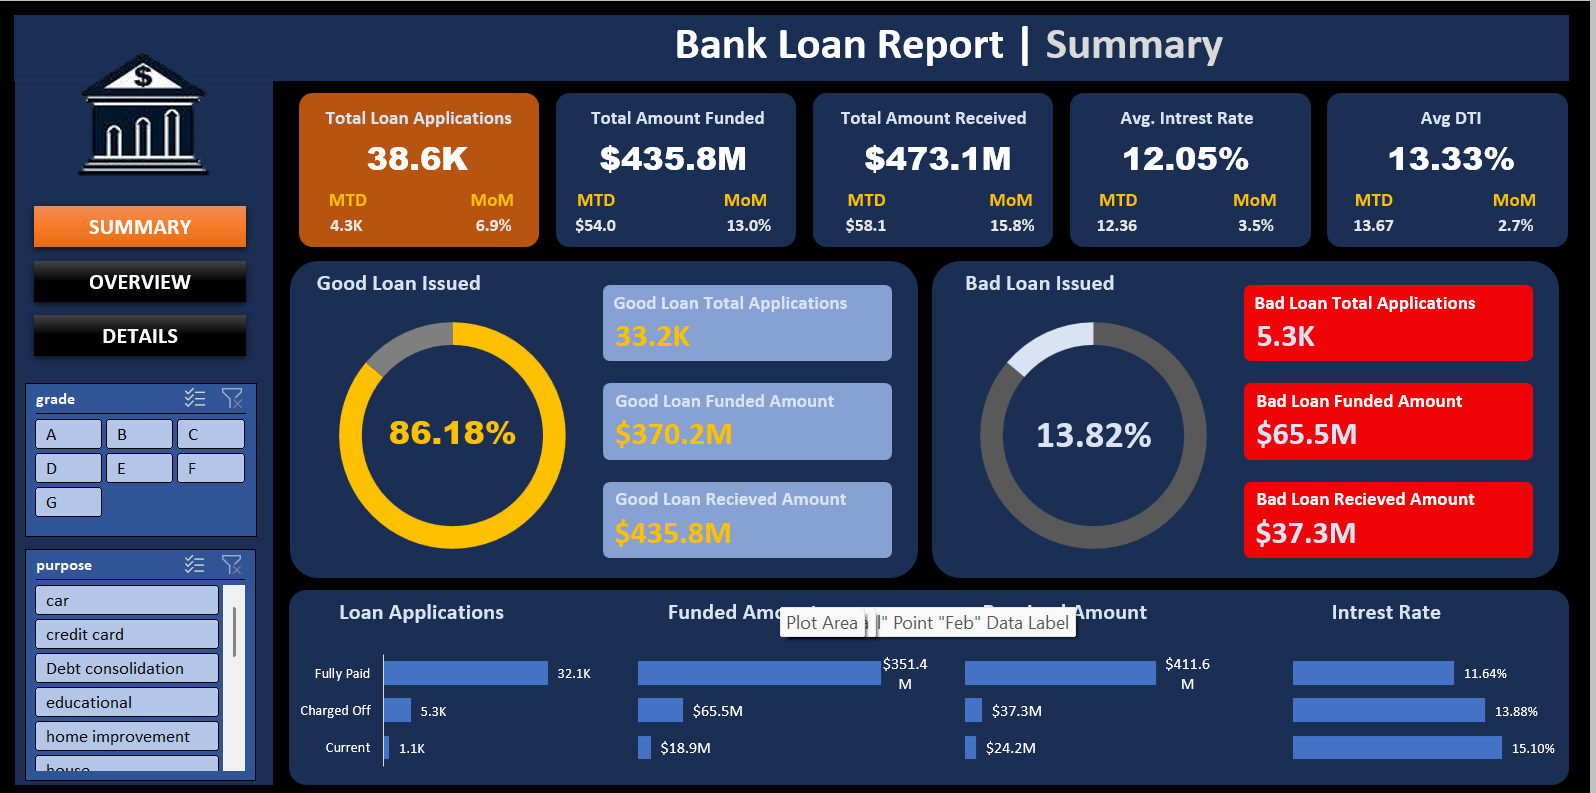 Bank Loan Report | Summary
$
SUMMARY
OVERVIEW
DETAILS
grade
A B C
D E F
G
purpose
car
credit card
Debt consolidation
educational
home improvement
house
Total Loan Applications
38.6K
MTD MoM
4.3K 6.9%
Total Amount Funded
$435.8M
MTD MoM
$54.0 13.0%
Total Amount Received
$473.1M
MTD MoM
$58.1 15.8%
Avg. Intrest Rate
12.05%
MTD MoM
12.36 3.5%
Avg DTI
13.33%
MTD MoM
13.67 2.7%
Good Loan Issued
86.18%
Good Loan Total Applications
33.2K
Good Loan Funded Amount
$370.2M
Good Loan Recieved Amount
$435.8M
Bad Loan Issued
13.82%
Bad Loan Total Applications
5.3K
Bad Loan Funded Amount
$65.5M
Bad Loan Recieved Amount
$37.3M
Loan Applications
Fully Paid 32.1K
Charged Off 5.3K
Current 1.1K
Funded
Plot Area
Point "Feb" Data Label
$351.4
M
$65.5M
$18.9M
Amount
$411.6
M
$37.3M
$24.2M
Intrest Rate
11.64%
13.88%
15.10%